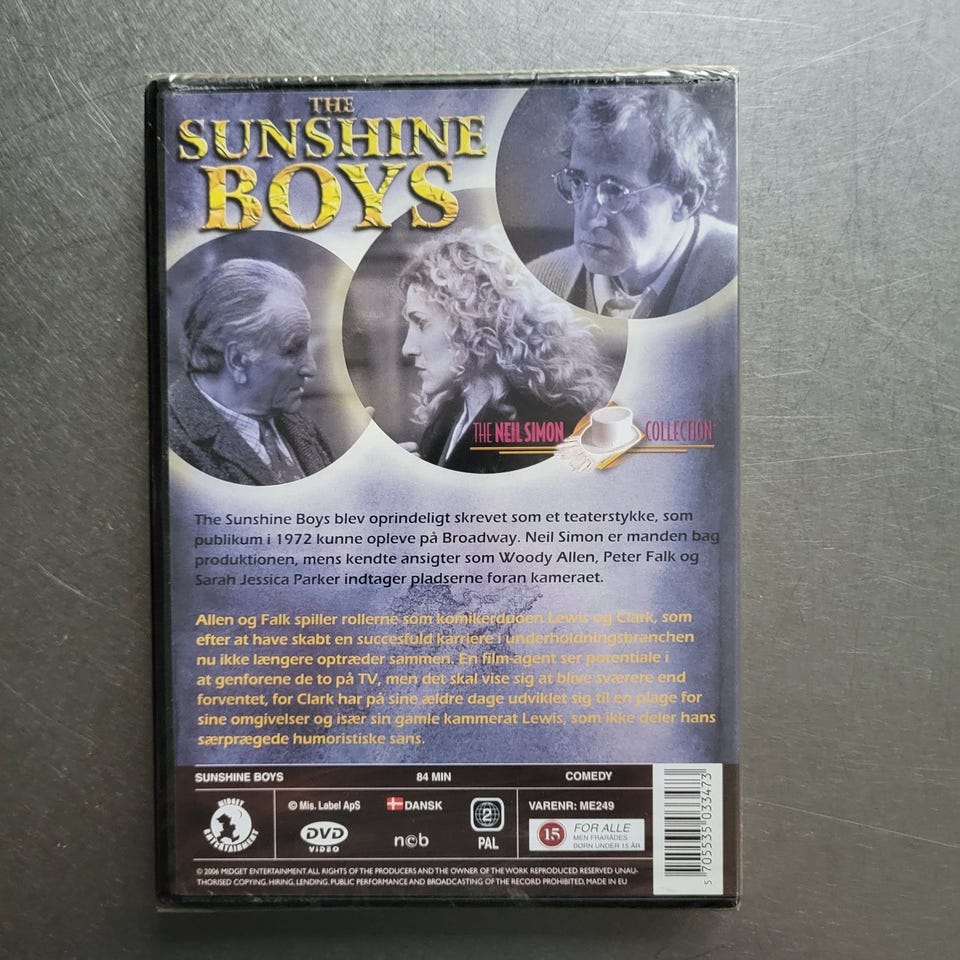 THE
SUNSHINE
BOYS
THE NEIL SIMON COLLECTION
The Sunshine Boys blev oprindeligt skrevet som et teaterstykke, som
publikum i 1972 kunne opleve på Broadway. Neil Simon er manden bag
produktionen, mens kendte ansigter som Woody Allen, Peter Falk og
Sarah Jessica Parker indtager pladserne foran kameraet.
Allen og Falk spiller rollerne som komikerduoen Lewis og Clark, som
efter at have skabt en succesfuld karriere i underholdningsbranchen
nu ikke længere optræder sammen. En film-agent ser potentiale i
at genforene de to på TV, men det skal vise sig at blive sværere end
forventet, for Clark har på sine ældre dage udviklet sig til en plage for
sine omgivelser og især sin gamle kammerat Lewis, som ikke deler hans
særprægede humoristiske sans.
SUNSHINE BOYS 84 MIN COMEDY
MIDGET ENTERTAINMENT
© Mis. Label ApS
DVD VIDEO
DANSK
ncb
2
PAL
VARENR: ME249
15 FOR ALLE
MEN FRARÅDES
BØRN UNDER 15 ÅR
5 705535 033473
© 2006 MIDGET ENTERTAINMENT. ALL RIGHTS OF THE PRODUCERS AND THE OWNER OF THE WORK REPRODUCED RESERVED UNAU-
THORISED COPYING, HIRING, LENDING, PUBLIC PERFORMANCE AND BROADCASTING OF THE RECORD PROHIBITED, MADE IN EU